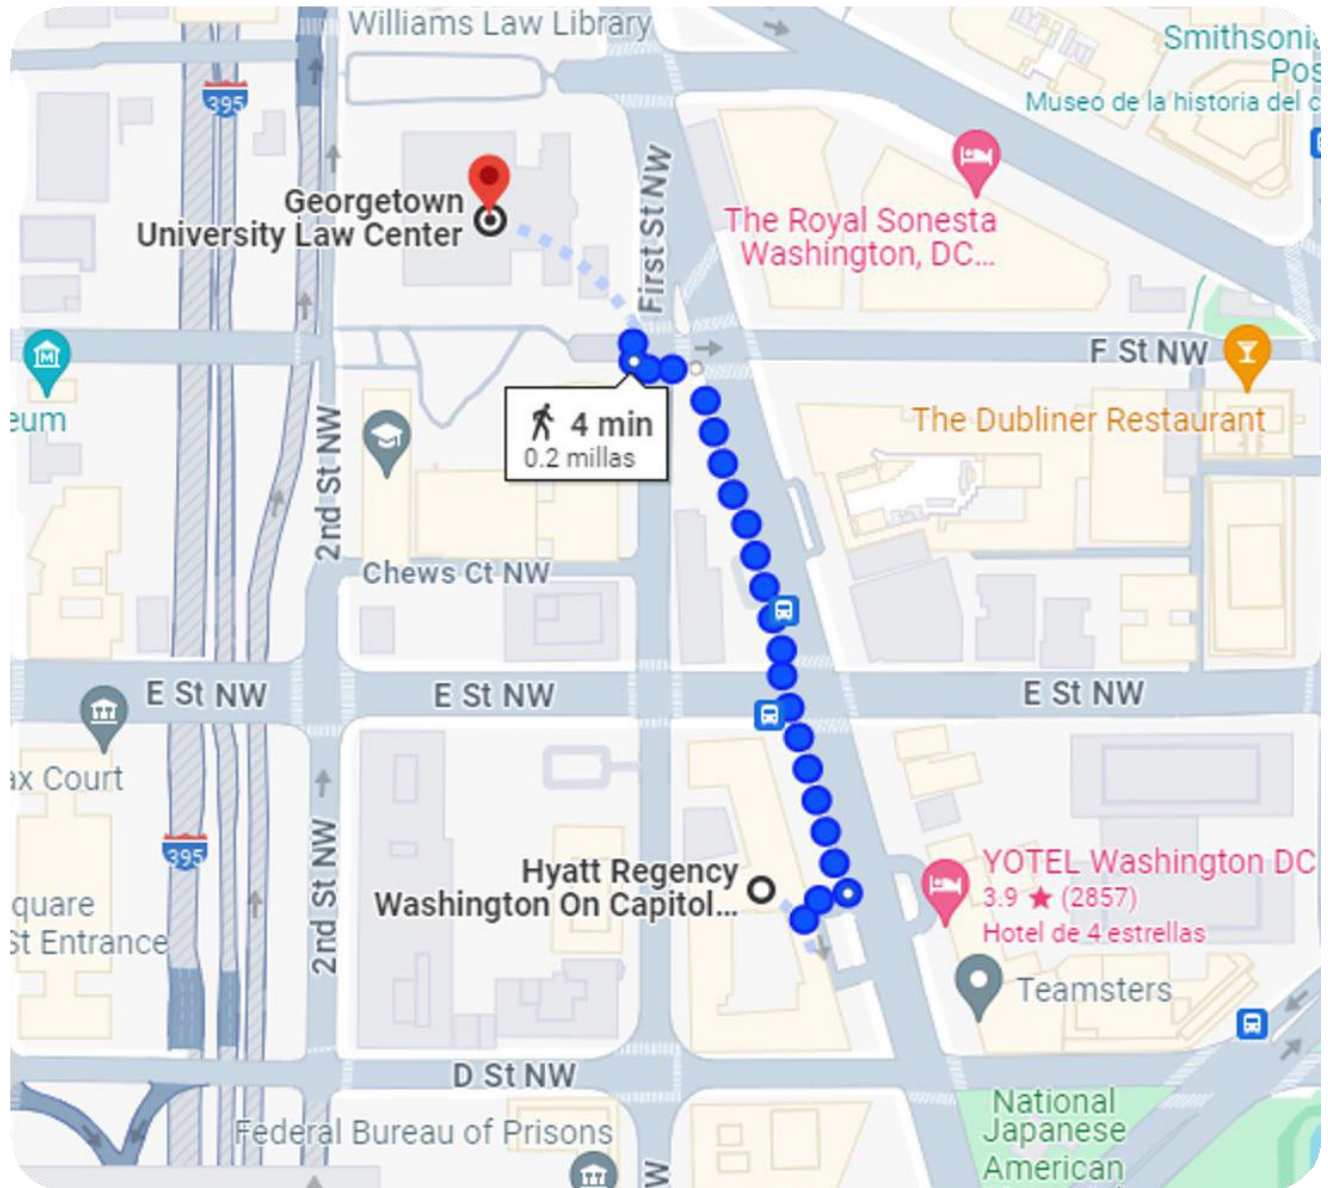 Williams Law Library
Smithsoni
Pos
Museo de la historia del c
395
Georgetown
University Law Center
First St NW
The Royal Sonesta
Washington, DC...
F St NW
eum
The Dubliner Restaurant
4 min
0.2 millas
2nd St NW
Chews Ct NW
E St NW
E St NW
E St NW
ax Court
395
Hyatt Regency
Washington On Capitol...
YOTEL Washington DC
3.9 ★ (2857)
Hotel de 4 estrellas
quare
St Entrance
2nd St NW
Teamsters
D St NW
National
Japanese
American
Federal Bureau of Prisons
W